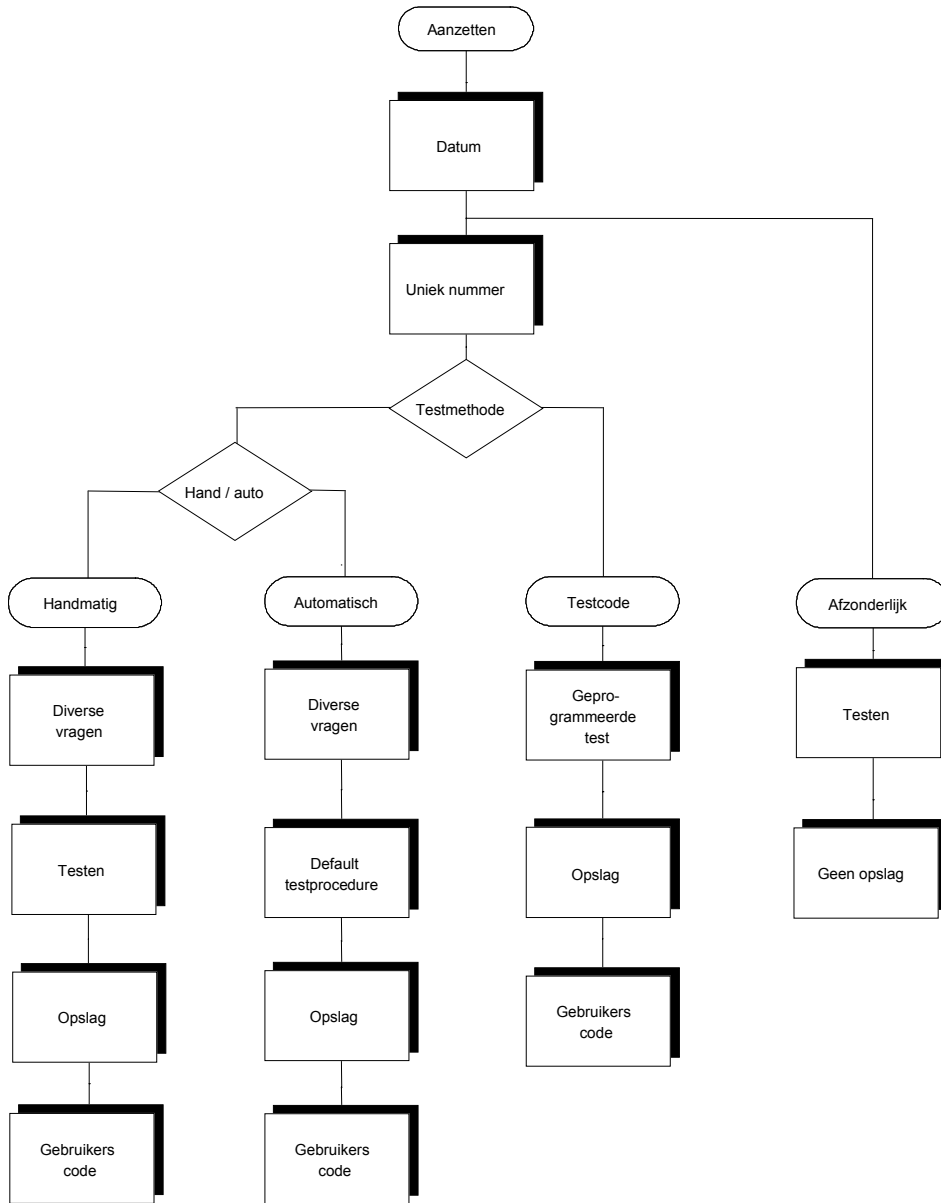 Aanzetten
Datum
Uniek nummer
Testmethode
Hand / auto
Handmatig
Automatisch
Testcode
Afzonderlijk
Diverse
vragen
Diverse
vragen
Gepro-
grammeerde
test
Testen
Testen
Default
testprocedure
Opslag
Geen opslag
Opslag
Opslag
Gebruikers
code
Gebruikers
code
Gebruikers
code